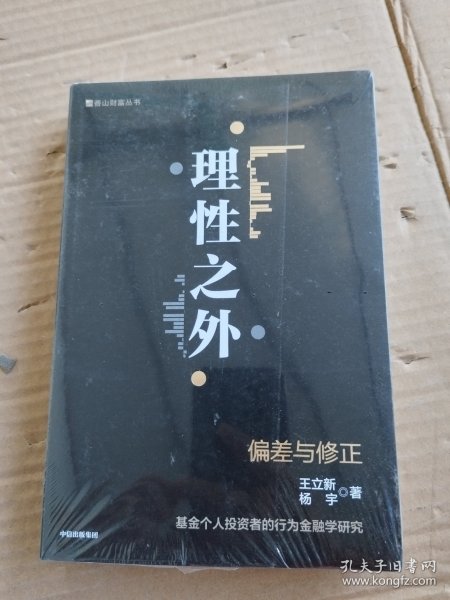 香山财富丛书
理性之外
偏差与修正
王立新
杨宇 ◎著
基金个人投资者的行为金融学研究
中信出版集团
孔夫子旧书网
www.kongfz.com